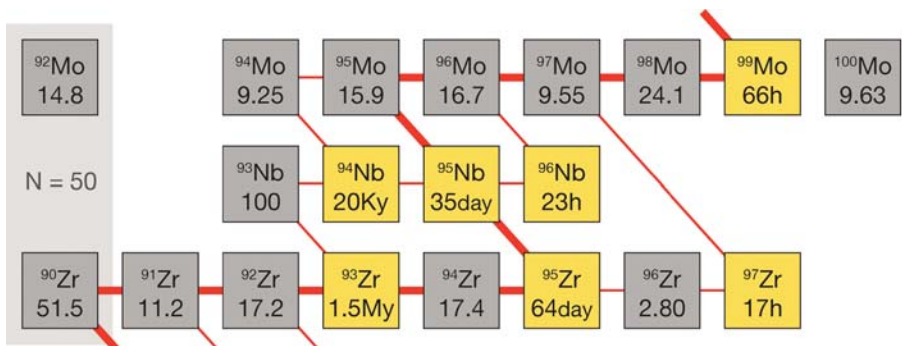 ⁹²Mo ⁹⁴Mo ⁹⁵Mo ⁹⁶Mo ⁹⁷Mo ⁹⁸Mo ⁹⁹Mo ¹⁰⁰Mo
14.8 9.25 15.9 16.7 9.55 24.1 66h 9.63
⁹³Nb ⁹⁴Nb ⁹⁵Nb ⁹⁶Nb
N = 50
100 20Ky 35day 23h
⁹⁰Zr ⁹¹Zr ⁹²Zr ⁹³Zr ⁹⁴Zr ⁹⁵Zr ⁹⁶Zr ⁹⁷Zr
51.5 11.2 17.2 1.5My 17.4 64day 2.80 17h